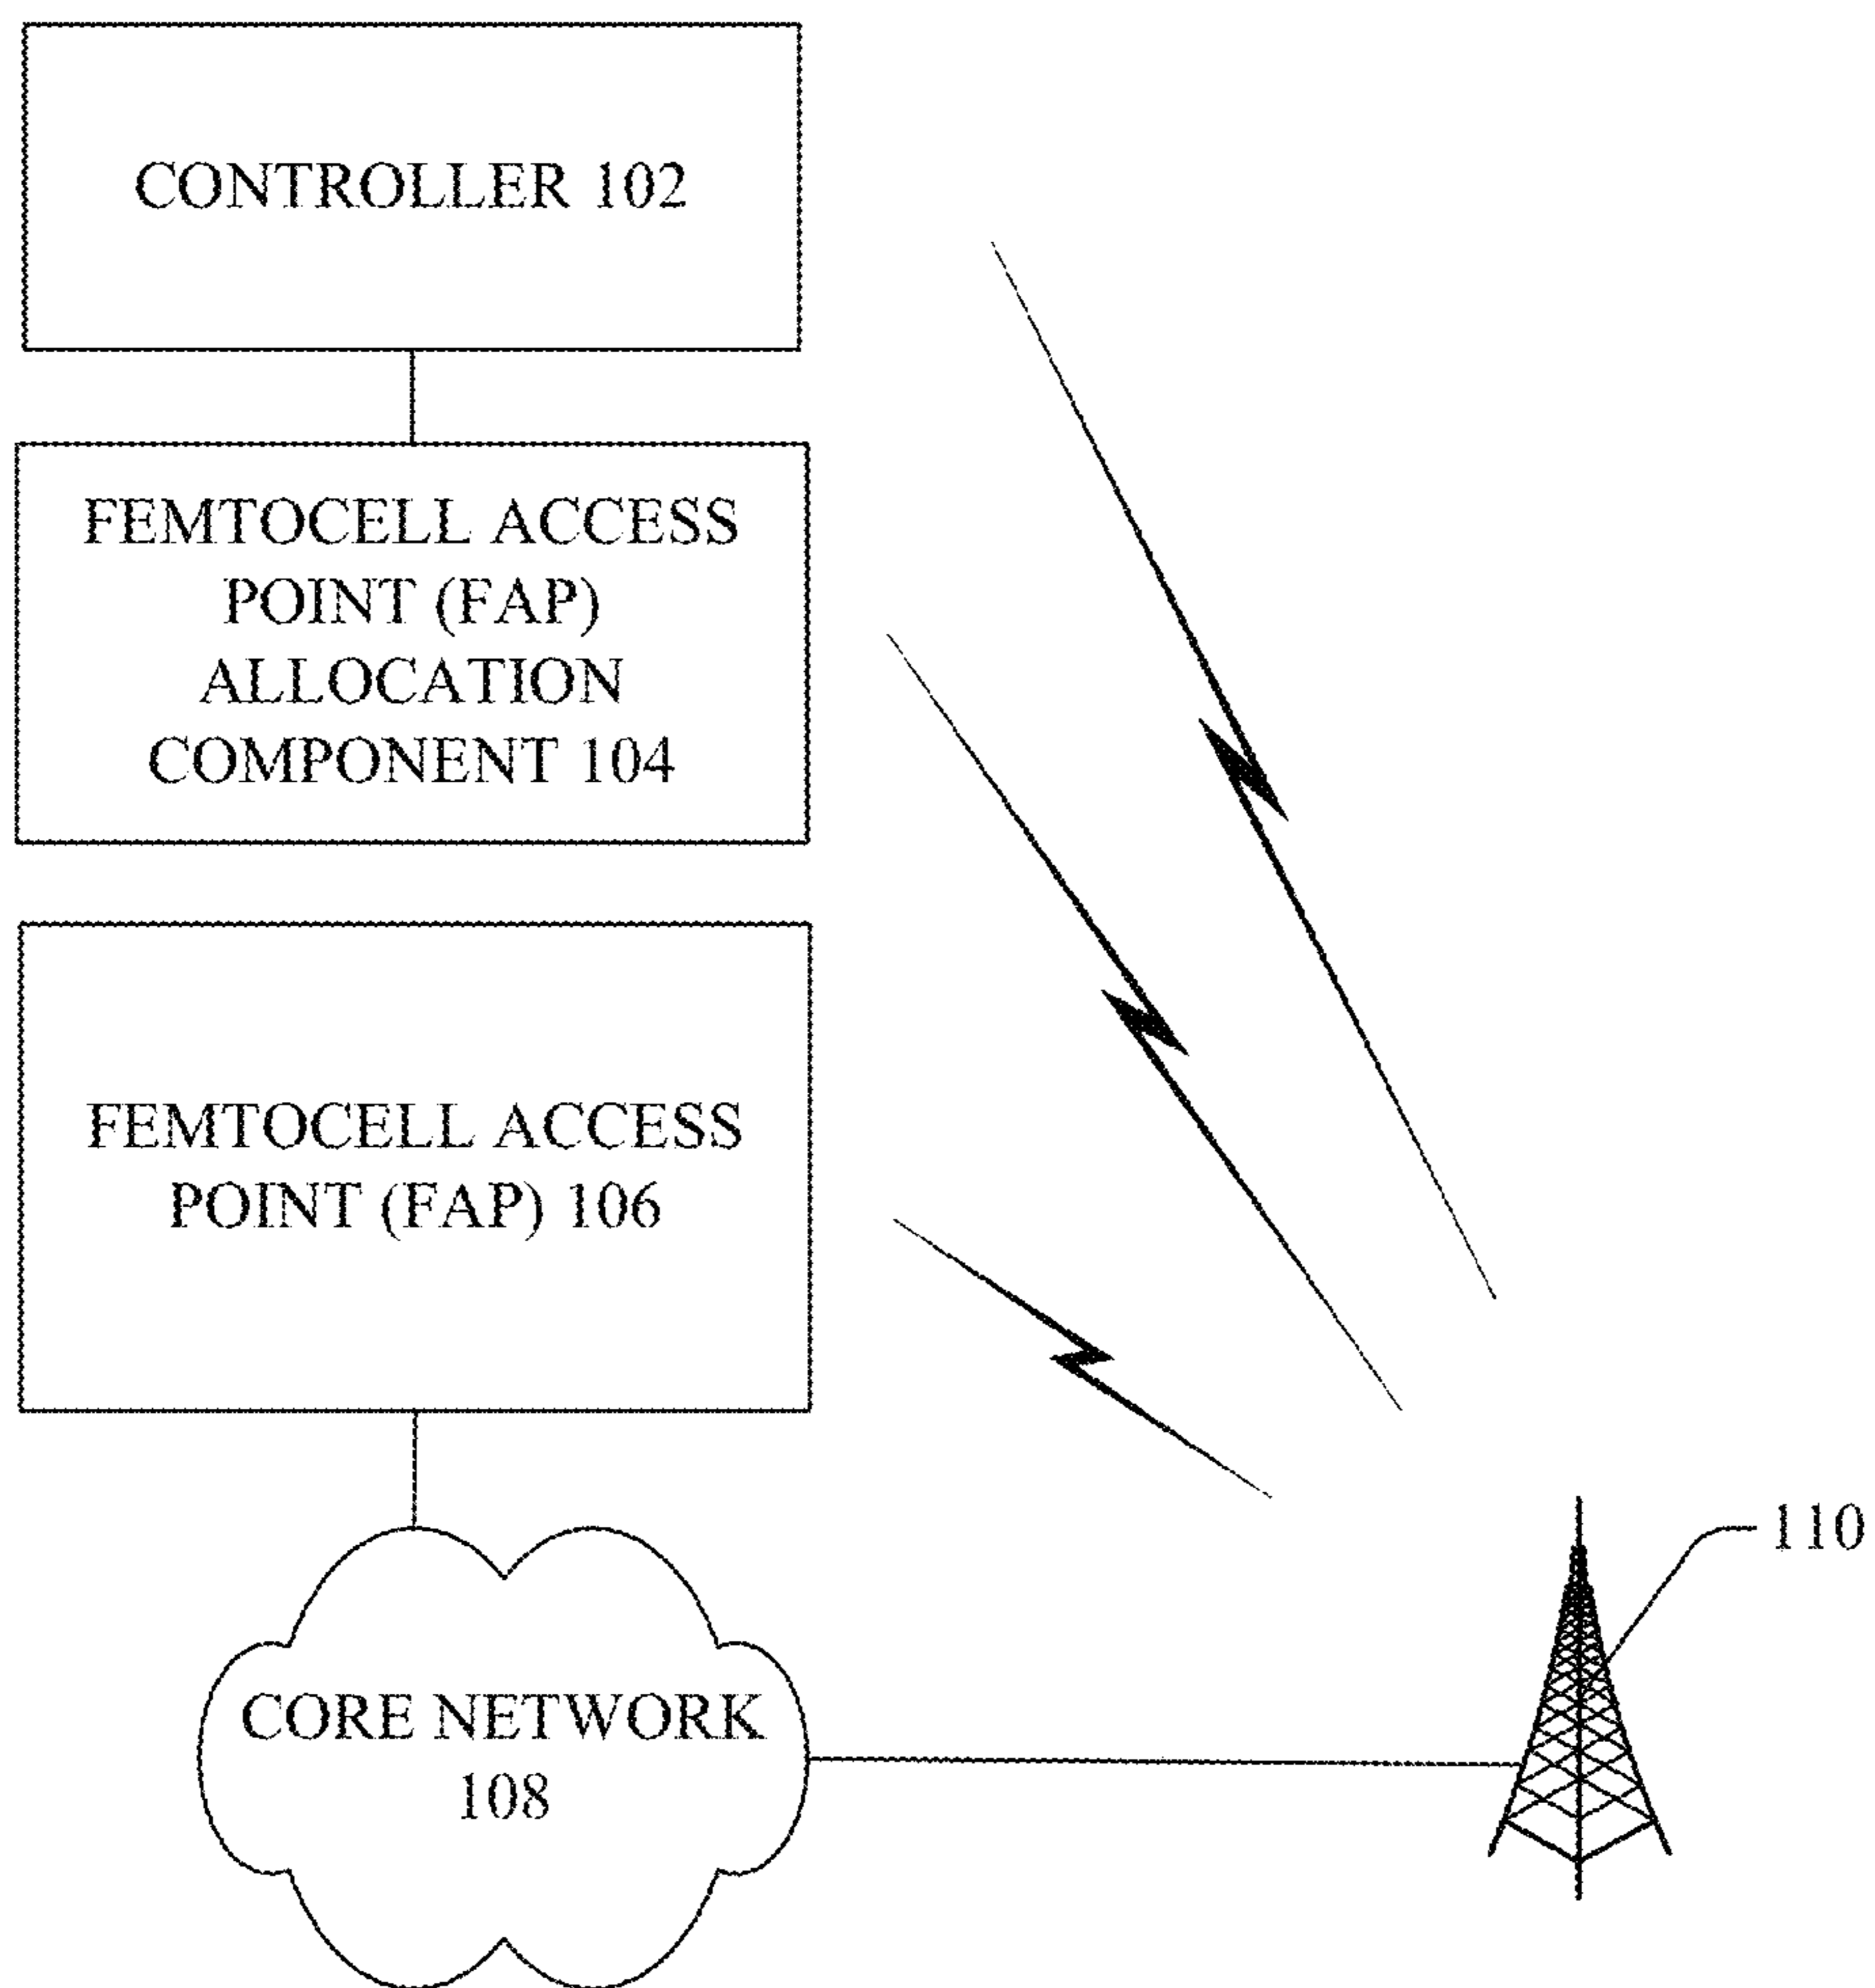 CONTROLLER 102
FEMTOCELL ACCESS
POINT (FAP)
ALLOCATION
COMPONENT 104
FEMTOCELL ACCESS
POINT (FAP) 106
110
CORE NETWORK
108